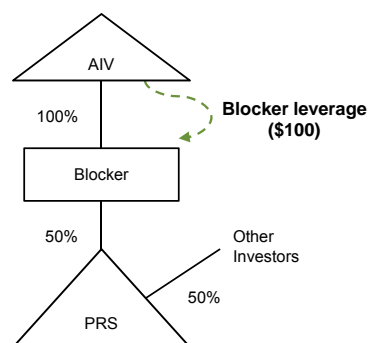 AIV
100%
Blocker leverage
($100)
Blocker
50%
Other
Investors
50%
PRS